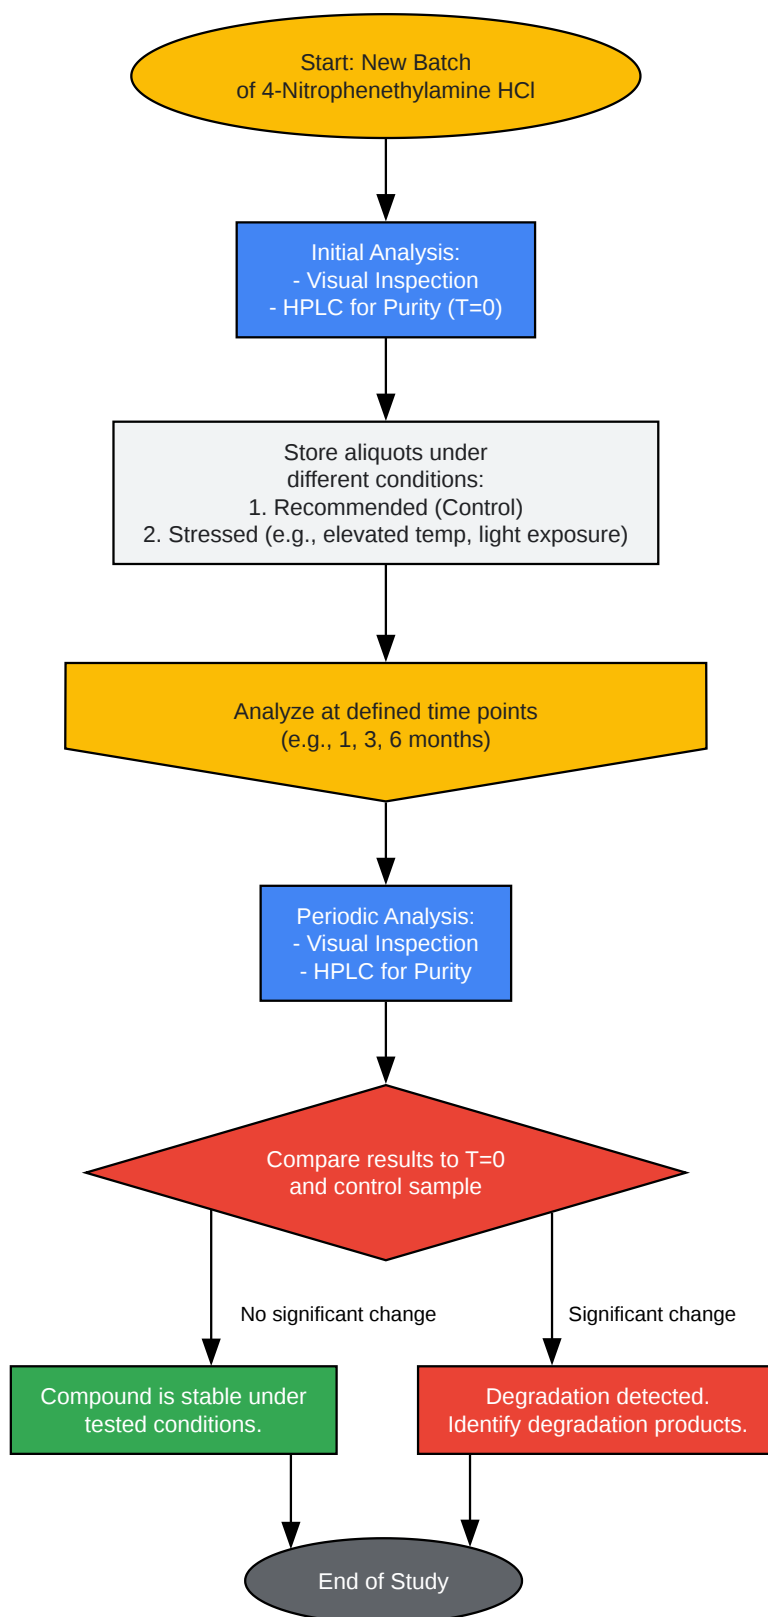 Start: New Batch
of 4-Nitrophenethylamine HCl
Initial Analysis:
- Visual Inspection
- HPLC for Purity (T=0)
Store aliquots under
different conditions:
1. Recommended (Control)
2. Stressed (e.g., elevated temp, light exposure)
Analyze at defined time points
(e.g., 1, 3, 6 months)
Periodic Analysis:
- Visual Inspection
- HPLC for Purity
Compare results to T=0
and control sample
No significant change
Significant change
Compound is stable under
tested conditions.
Degradation detected.
Identify degradation products.
End of Study